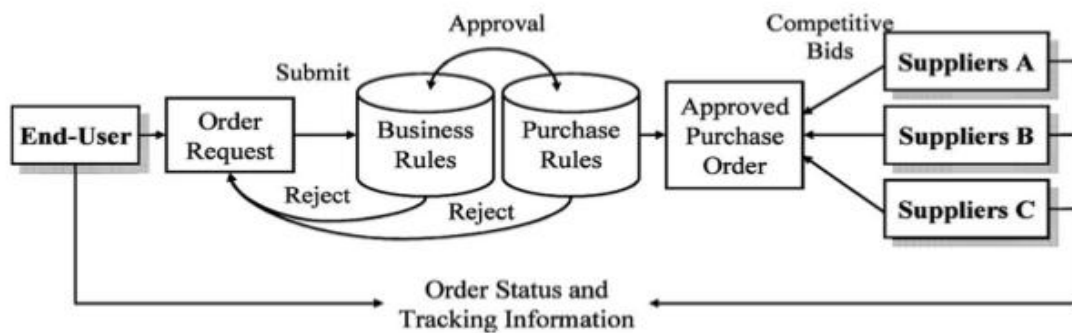 Approval
Competitive
Bids
Submit
Suppliers A
End-User
Order
Request
Business
Rules
Purchase
Rules
Approved
Purchase
Order
Suppliers B
Reject
Reject
Suppliers C
Order Status and
Tracking Information